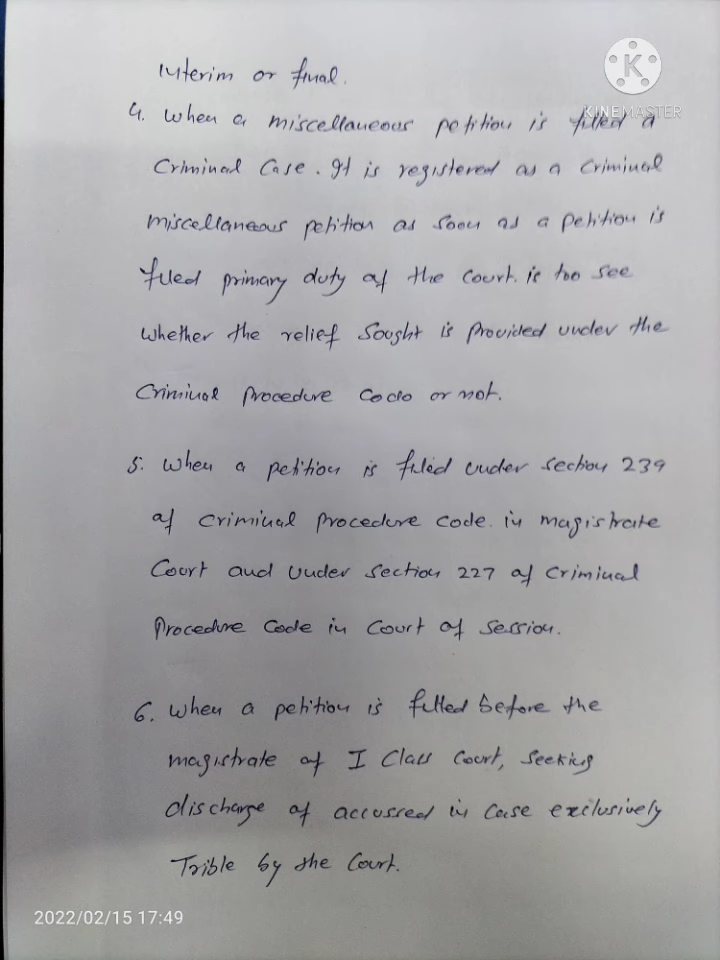 Interim or final.
K
KINEMASTER
4. When a miscellaneous petition is filled a
Criminal Case. It is registered as a Criminal
miscellaneous petition as soon as a petition is
filed primary duty of the Court. is too see
whether the relief sought is provided under the
Criminal Procedure Codo or not.
5. When a petition is filed under section 239
of criminal procedure code. in magistrate
Court and under section 227 of Criminal
Procedure Code in Court of session.
6. When a petition is filled before the
magistrate of I Class Court, seeking
discharge of accussed in case exclusively
Trible by the Court.
2022/02/15 17:49